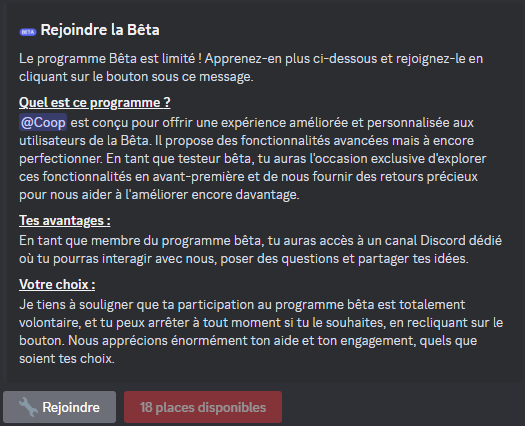 BETA Rejoindre la Bêta
Le programme Bêta est limité ! Apprenez-en plus ci-dessous et rejoignez-le en
cliquant sur le bouton sous ce message.
Quel est ce programme ?
@Coop est conçu pour offrir une expérience améliorée et personnalisée aux
utilisateurs de la Bêta. Il propose des fonctionnalités avancées mais à encore
perfectionner. En tant que testeur bêta, tu auras l'occasion exclusive d'explorer
ces fonctionnalités en avant-première et de nous fournir des retours précieux
pour nous aider à l'améliorer encore davantage.
Tes avantages :
En tant que membre du programme bêta, tu auras accès à un canal Discord dédié
où tu pourras interagir avec nous, poser des questions et partager tes idées.
Votre choix :
Je tiens à souligner que ta participation au programme bêta est totalement
volontaire, et tu peux arrêter à tout moment si tu le souhaites, en recliquant sur le
bouton. Nous apprécions énormément ton aide et ton engagement, quels que
soient tes choix.
Rejoindre
18 places disponibles